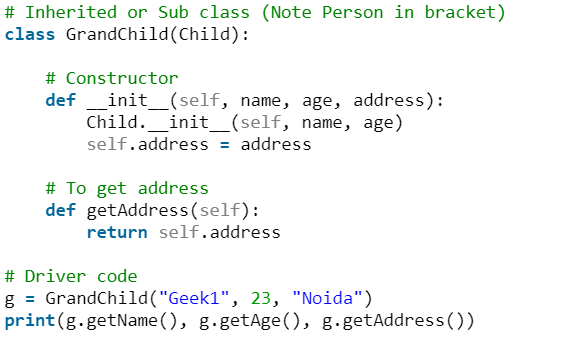 # Inherited or Sub class (Note Person in bracket)
class GrandChild(Child):
    # Constructor
    def __init__(self, name, age, address):
        Child.__init__(self, name, age)
        self.address = address
    # To get address
    def getAddress(self):
        return self.address
# Driver code
g = GrandChild("Geek1", 23, "Noida")
print(g.getName(), g.getAge(), g.getAddress())